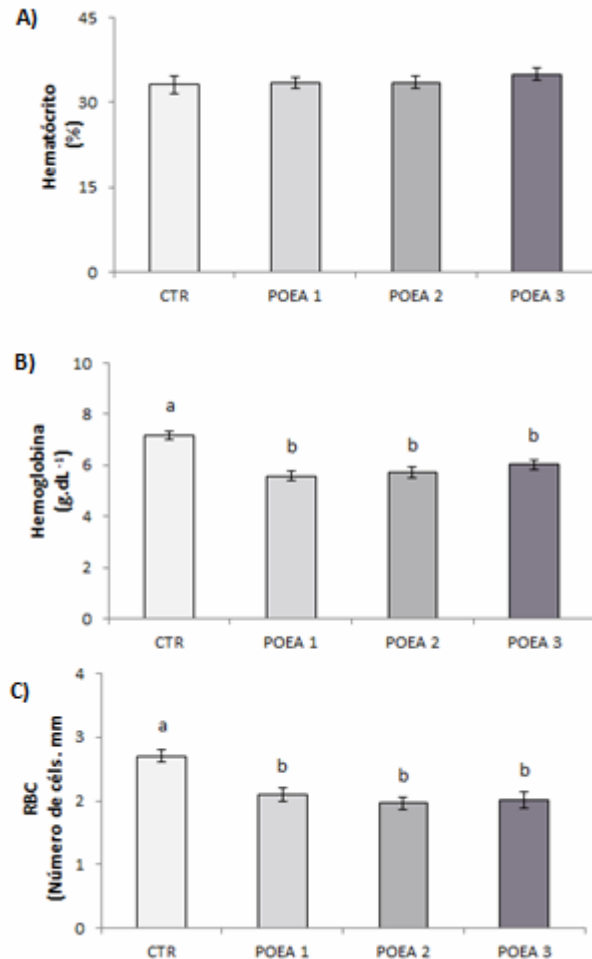 A)
Hematócrito
(%)
45
30
15
0
CTR POEA 1 POEA 2 POEA 3
B)
Hemoglobina
(g.dL⁻¹)
10
8
6
4
2
0
a b b b
CTR POEA 1 POEA 2 POEA 3
C)
RBC
(Número de céls. mm
4
3
2
1
0
a b b b
CTR POEA 1 POEA 2 POEA 3